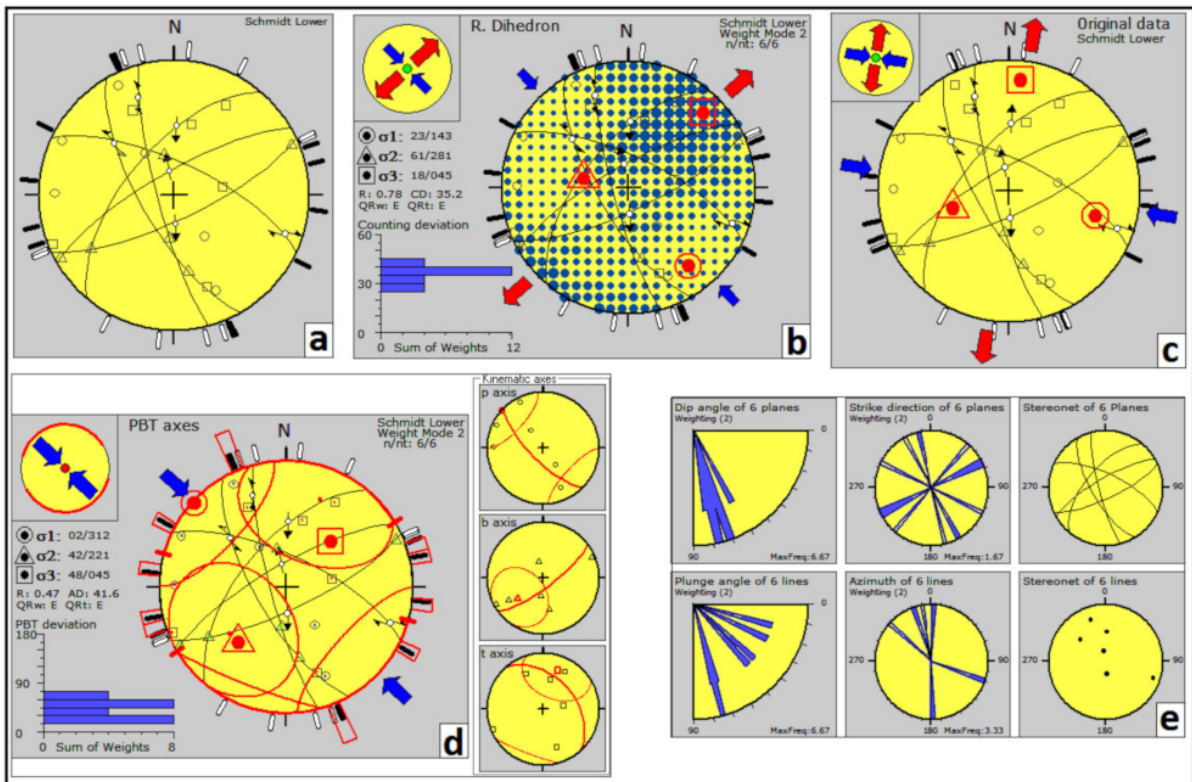 Schmidt Lower
N
a
R. Dihedron
Schmidt Lower
Weight Mode 2
n/nt: 6/6
σ1: 23/143
σ2: 61/281
σ3: 18/045
R: 0.78 CD: 35.2
QRw: E QRt: E
Counting deviation
60
30
0
0 Sum of Weights 12
N
b
Original data
Schmidt Lower
N
c
PBT axes
Schmidt Lower
Weight Mode 2
n/nt: 6/6
N
σ1: 02/312
σ2: 42/221
σ3: 48/045
R: 0.47 AD: 41.6
QRw: E QRt: E
PBT deviation
180
90
0
0 Sum of Weights 8
Kinematic axes
p axis
b axis
t axis
d
Dip angle of 6 planes
Weighting (2)
0
90
MaxFreq:6.67
Strike direction of 6 planes
Weighting (2)
0
270
90
180
MaxFreq:1.67
Stereonet of 6 Planes
0
270
90
180
Plunge angle of 6 lines
Weighting (2)
0
90
MaxFreq:6.67
Azimuth of 6 lines
Weighting (2)
0
270
90
180
MaxFreq:3.33
Stereonet of 6 lines
0
270
90
180
e